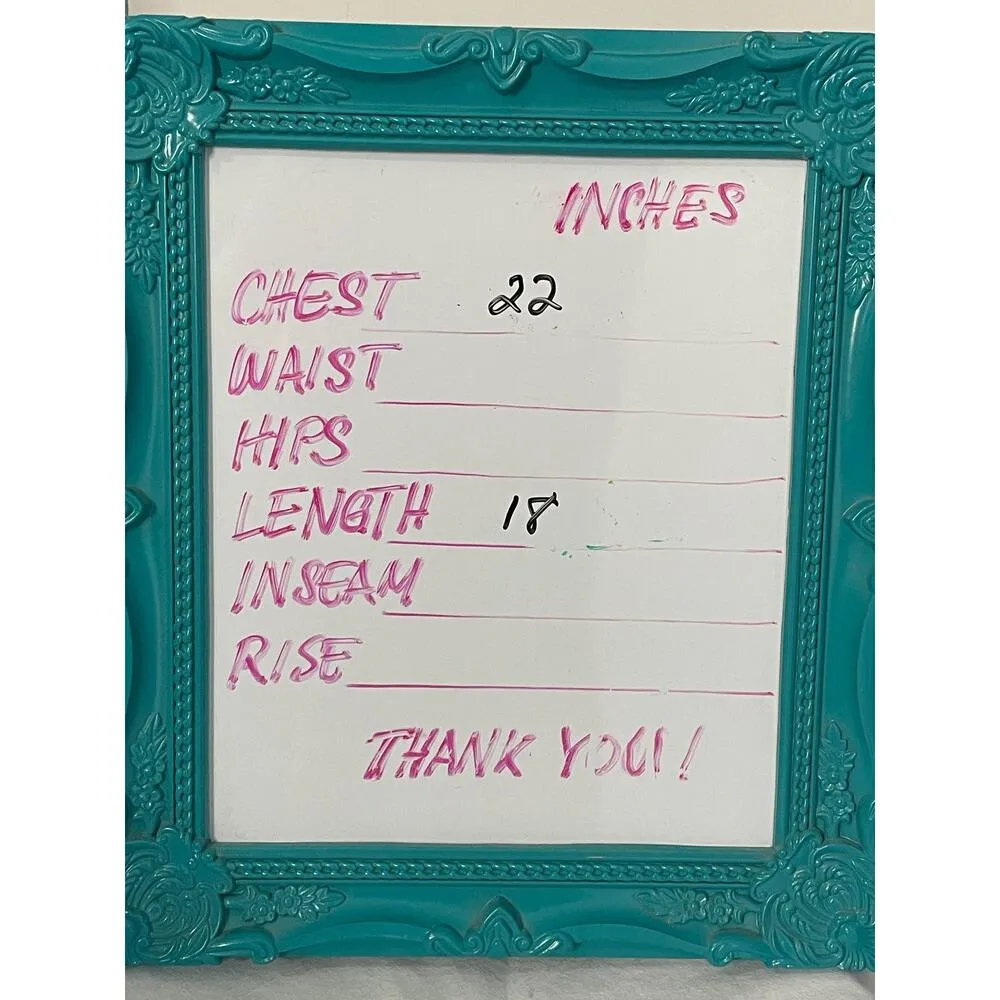 INCHES
CHEST 22
WAIST
HIPS
LENGTH 18
INSEAM
RISE
THANK YOU!